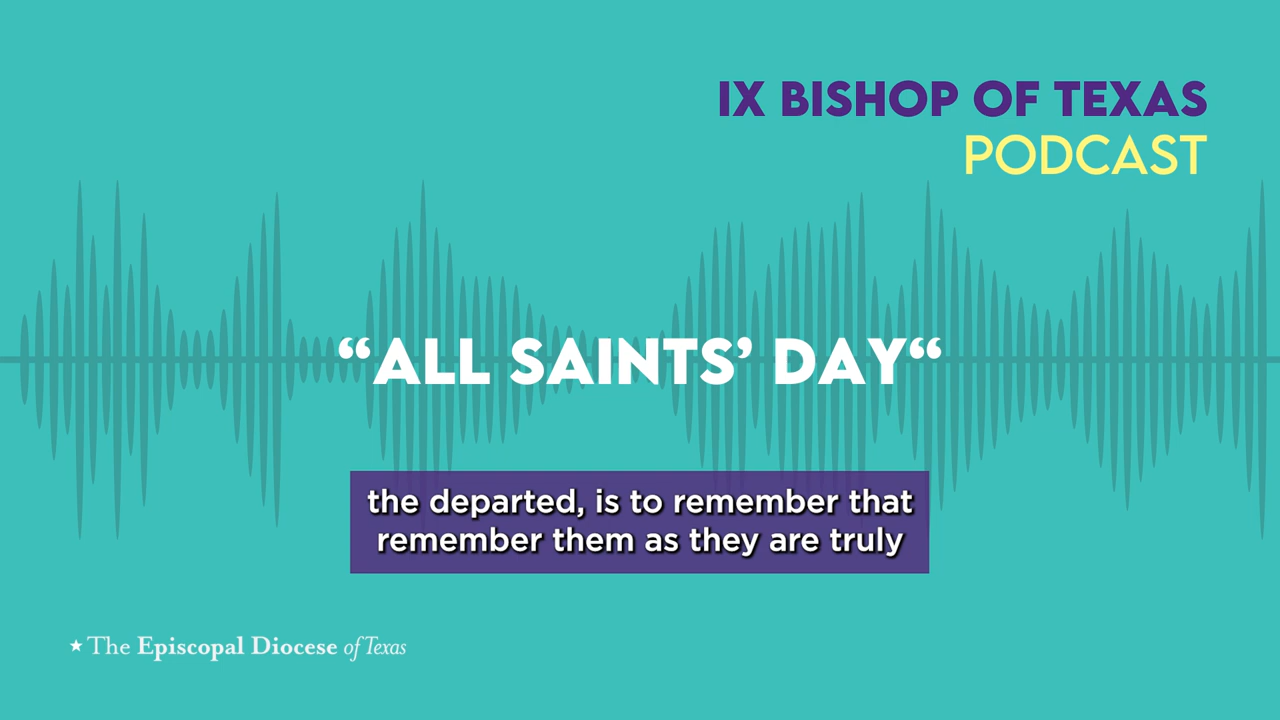 IX BISHOP OF TEXAS
PODCAST
“ALL SAINTS’ DAY“
the departed, is to remember that
remember them as they are truly
The Episcopal Diocese of Texas